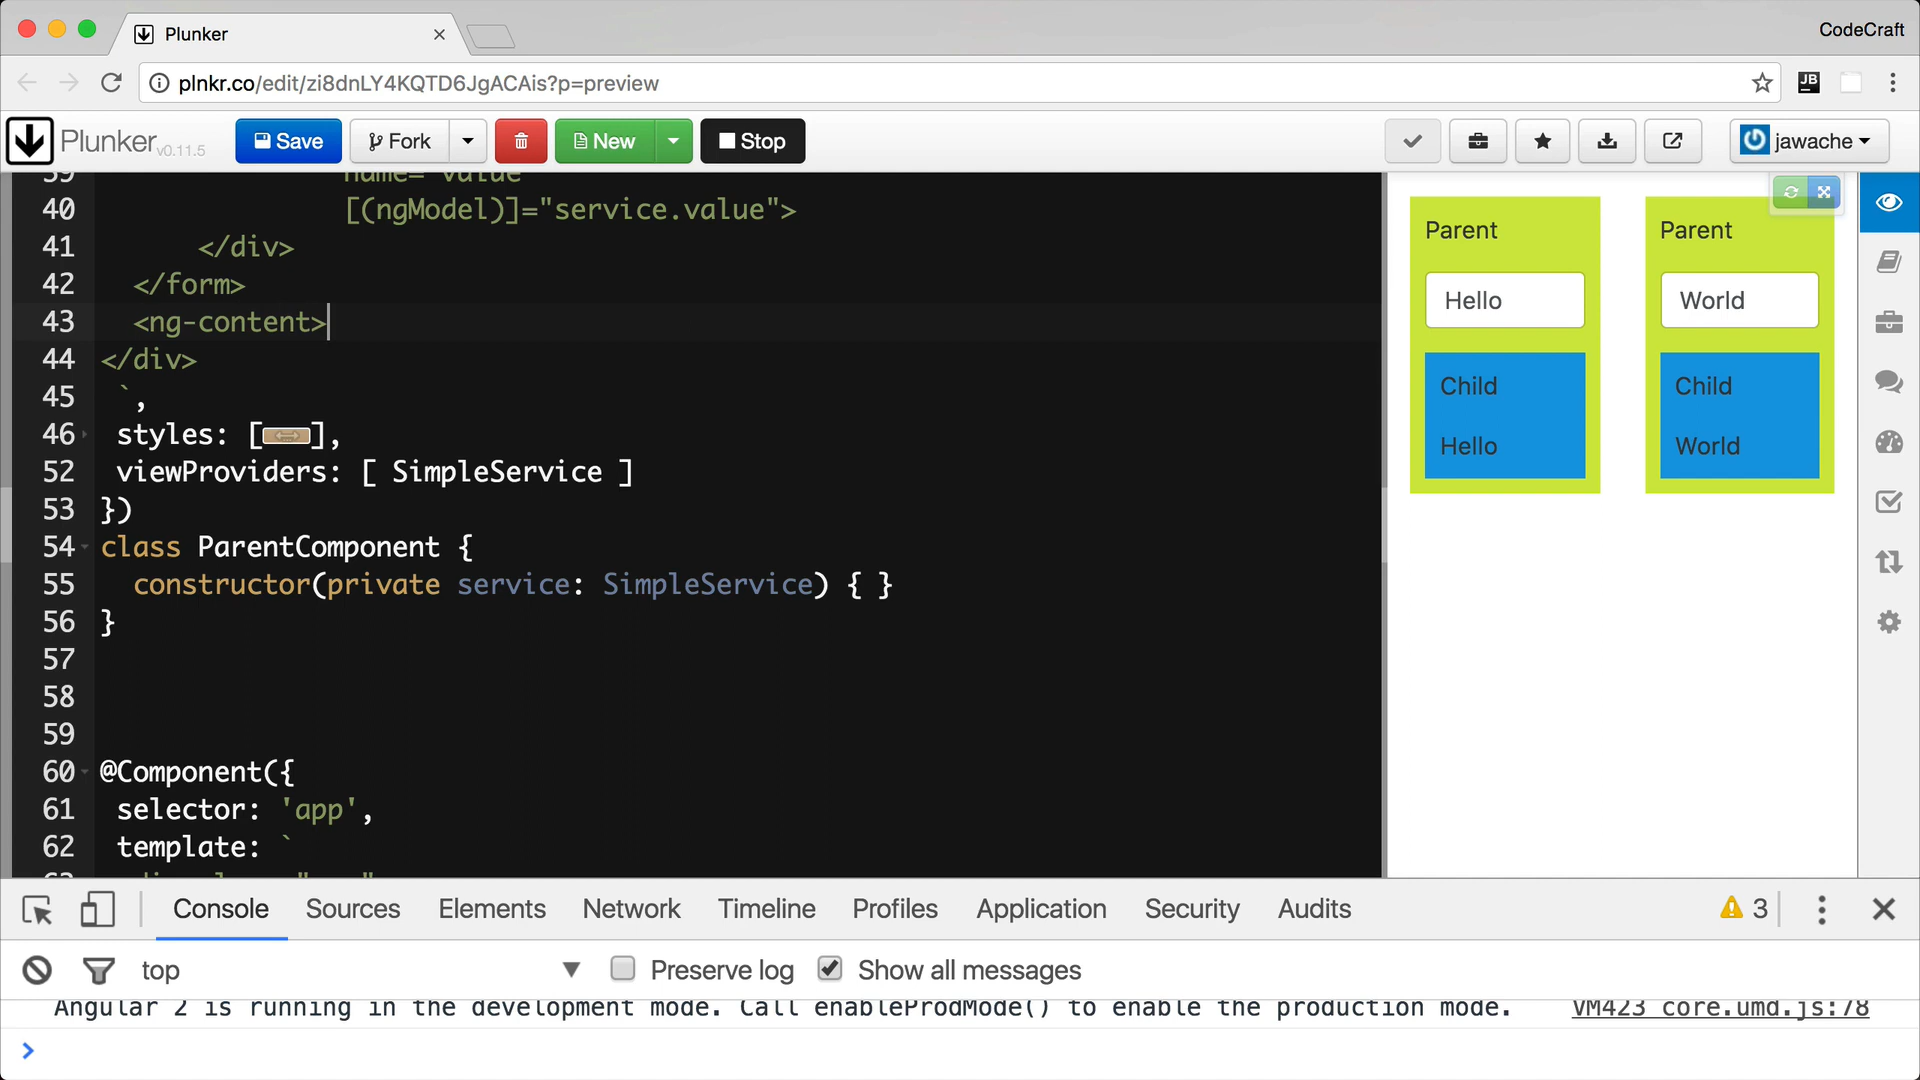 Plunker
CodeCraft
plnkr.co/edit/zi8dnLY4KQTD6JgACAis?p=preview
JB
Plunker v0.11.5
Save
Fork
New
Stop
jawache
39 name="value"
40 [(ngModel)]="service.value">
41 </div>
42 </form>
43 <ng-content>
44 </div>
45 `,
46 styles: [],
52 viewProviders: [ SimpleService ]
53 })
54 class ParentComponent {
55 constructor(private service: SimpleService) { }
56 }
57
58
59
60 @Component({
61 selector: 'app',
62 template: `
Parent
Hello
Child
Hello
Parent
World
Child
World
Console Sources Elements Network Timeline Profiles Application Security Audits
3
top
Preserve log
Show all messages
Angular 2 is running in the development mode. Call enableProdMode() to enable the production mode. VM423 core.umd.js:78
>